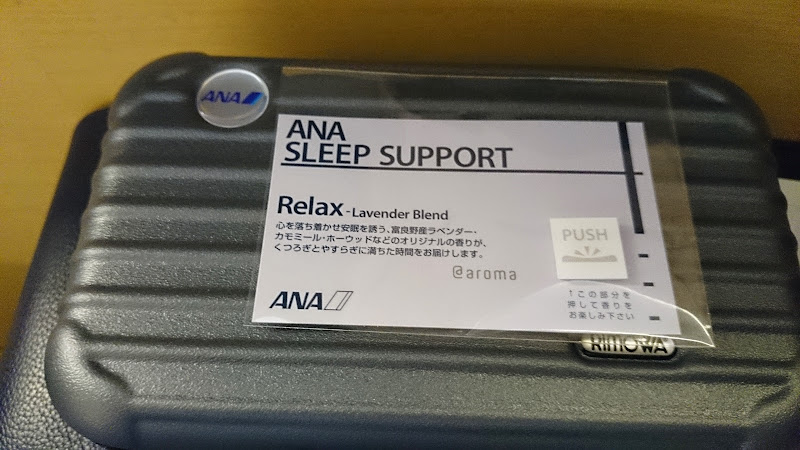 ANA
ANA
SLEEP SUPPORT
Relax -Lavender Blend
心を落ち着かせ安眠を誘う、富良野産ラベンダー・
カモミール・ホーウッドなどのオリジナルの香りが、
くつろぎとやすらぎに満ちた時間をお届けします。
@aroma
PUSH
↑この部分を
押して香りを
お楽しみ下さい
ANA
RIMOWA